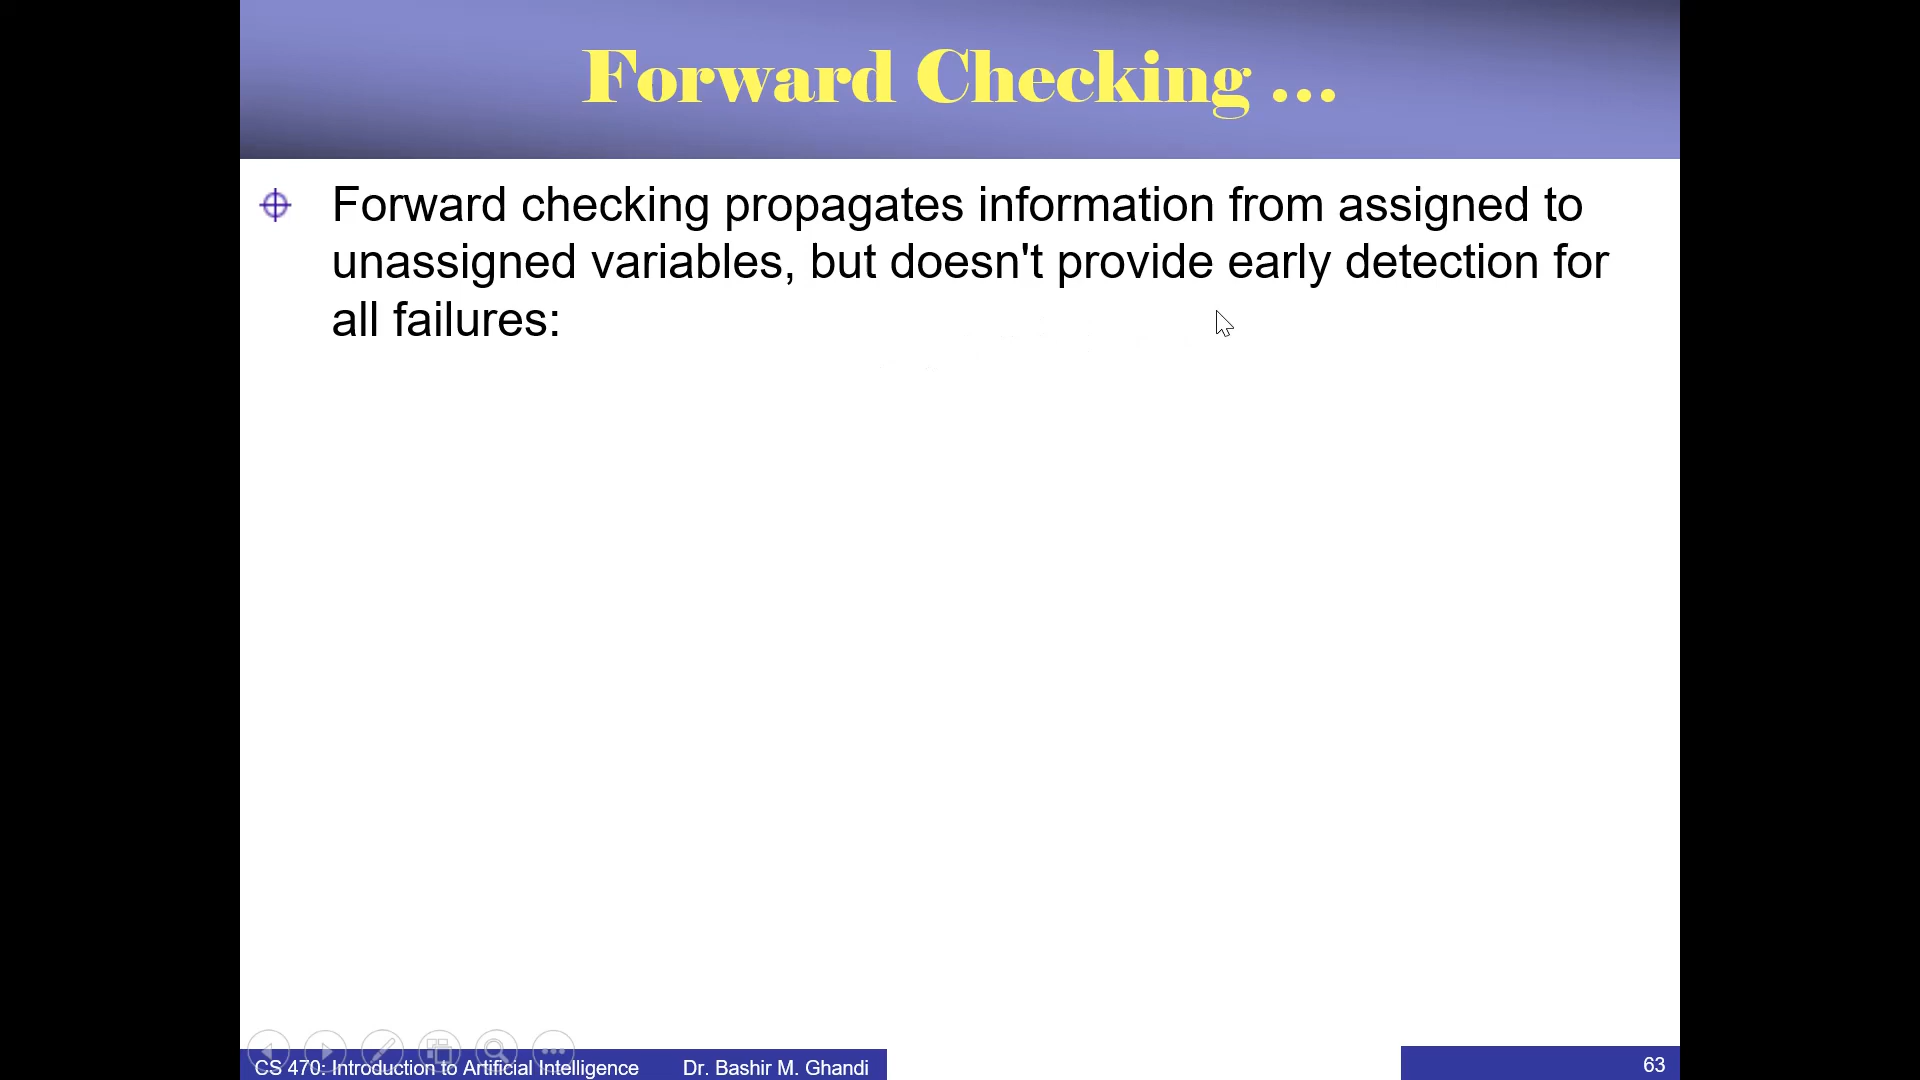 Forward Checking ...
Forward checking propagates information from assigned to
unassigned variables, but doesn't provide early detection for
all failures:
CS 470: Introduction to Artificial Intelligence Dr. Bashir M. Ghandi
63